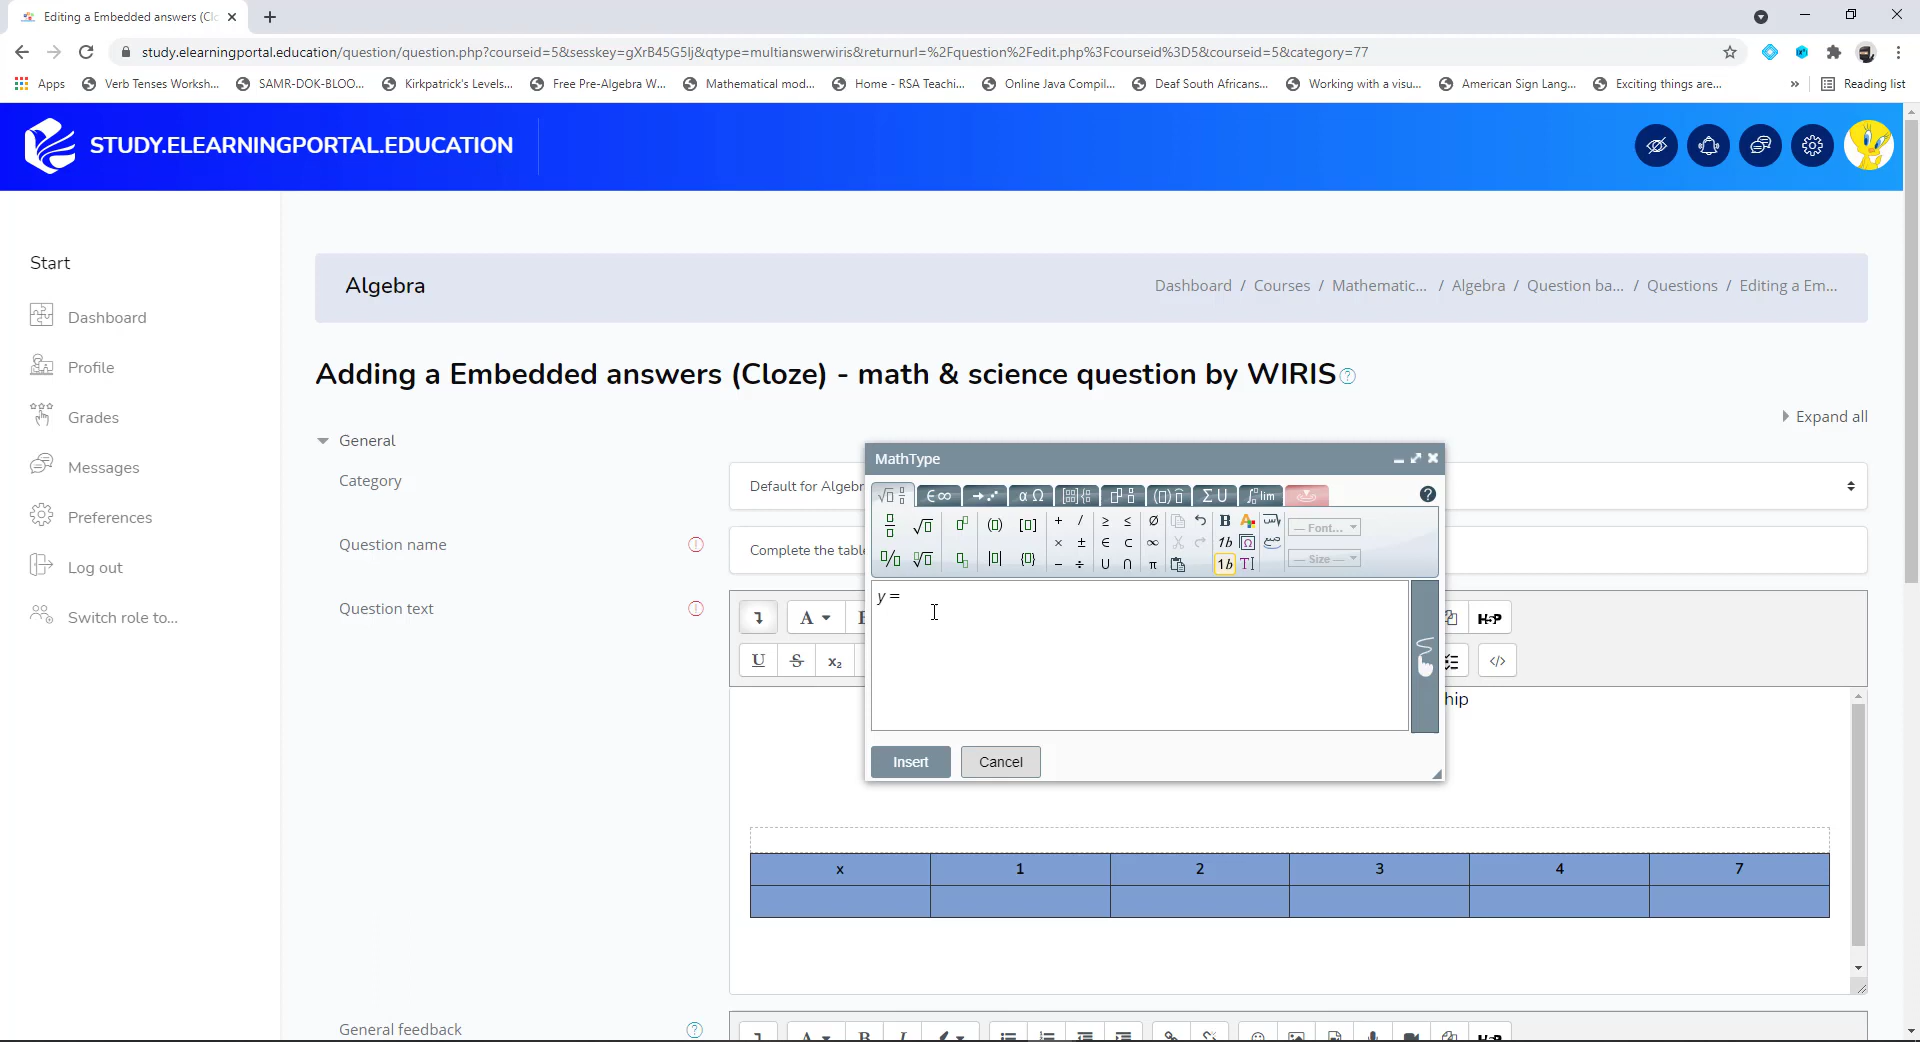 Editing a Embedded answers (Clo
study.elearningportal.education/question/question.php?courseid=5&sesskey=gXrB45G5lj&qtype=multianswerwiris&returnurl=%2Fquestion%2Fedit.php%3Fcourseid%3D5&courseid=5&category=77
Apps
Verb Tenses Worksh...
SAMR-DOK-BLOO...
Kirkpatrick's Levels...
Free Pre-Algebra W...
Mathematical mod...
Home - RSA Teachi...
Online Java Compil...
Deaf South Africans...
Working with a visu...
American Sign Lang...
Exciting things are...
»
Reading list
STUDY.ELEARNINGPORTAL.EDUCATION
Start
Dashboard
Profile
Grades
Messages
Preferences
Log out
Switch role to...
Algebra
Dashboard / Courses / Mathematic... / Algebra / Question ba... / Questions / Editing a Em...
Adding a Embedded answers (Cloze) - math & science question by WIRIS
Expand all
General
Category
Default for Algebr
Question name
Complete the table
Question text
MathType
— Font...
— Size —
y =
Insert
Cancel
H-P
hip
x 1 2 3 4 7
General feedback
H-P